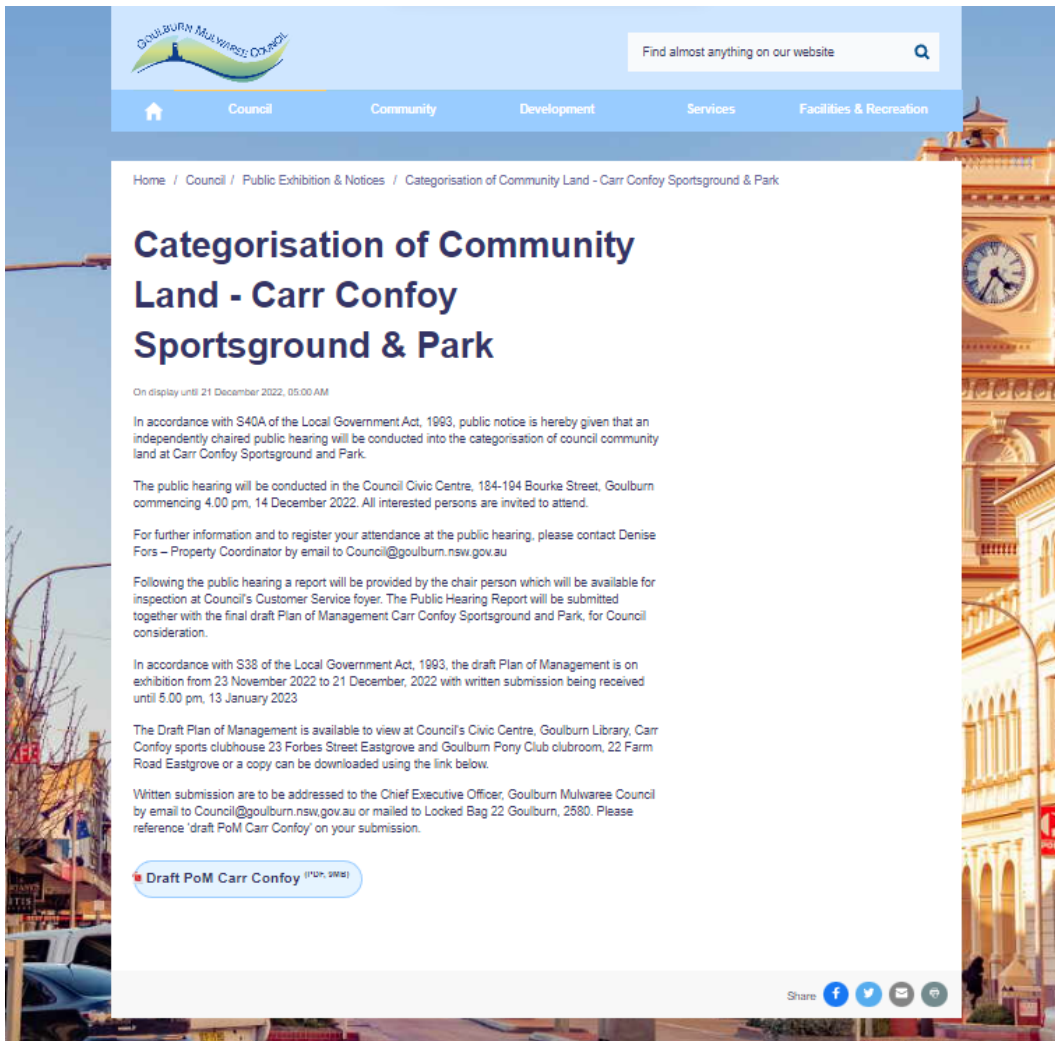 GOULBURN MULWAREE COUNCIL
Find almost anything on our website
Council Community Development Services Facilities & Recreation
Home / Council / Public Exhibition & Notices / Categorisation of Community Land - Carr Confoy Sportsground & Park
Categorisation of Community
Land - Carr Confoy
Sportsground & Park
On display until 21 December 2022, 05:00 AM
In accordance with S40A of the Local Government Act, 1993, public notice is hereby given that an
independently chaired public hearing will be conducted into the categorisation of council community
land at Carr Confoy Sportsground and Park.
The public hearing will be conducted in the Council Civic Centre, 184-194 Bourke Street, Goulburn
commencing 4.00 pm, 14 December 2022. All interested persons are invited to attend.
For further information and to register your attendance at the public hearing, please contact Denise
Fors – Property Coordinator by email to Council@goulburn.nsw.gov.au
Following the public hearing a report will be provided by the chair person which will be available for
inspection at Council's Customer Service foyer. The Public Hearing Report will be submitted
together with the final draft Plan of Management Carr Confoy Sportsground and Park, for Council
consideration.
In accordance with S38 of the Local Government Act, 1993, the draft Plan of Management is on
exhibition from 23 November 2022 to 21 December, 2022 with written submission being received
until 5.00 pm, 13 January 2023
The Draft Plan of Management is available to view at Council's Civic Centre, Goulburn Library, Carr
Confoy sports clubhouse 23 Forbes Street Eastgrove and Goulburn Pony Club clubroom, 22 Farm
Road Eastgrove or a copy can be downloaded using the link below.
Written submission are to be addressed to the Chief Executive Officer, Goulburn Mulwaree Council
by email to Council@goulburn.nsw,gov.au or mailed to Locked Bag 22 Goulburn, 2580. Please
reference 'draft PoM Carr Confoy' on your submission.
Draft PoM Carr Confoy (PDF, 9MB)
Share